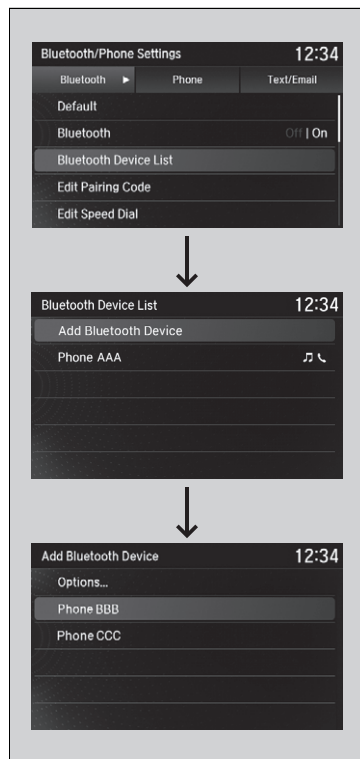 Bluetooth/Phone Settings 12:34
Bluetooth ► Phone Text/Email
Default
Bluetooth Off | On
Bluetooth Device List
Edit Pairing Code
Edit Speed Dial
Bluetooth Device List 12:34
Add Bluetooth Device
Phone AAA
Add Bluetooth Device 12:34
Options...
Phone BBB
Phone CCC